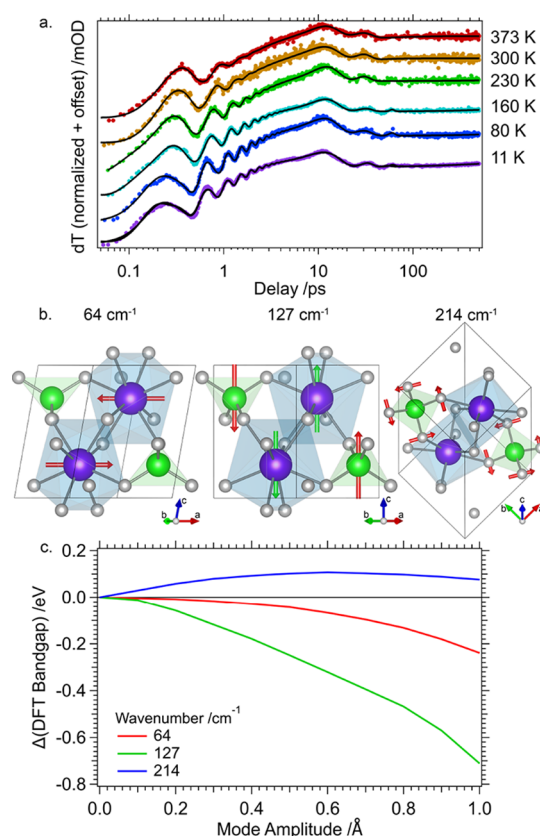 a.
dT (normalized + offset) /mOD
373 K
300 K
230 K
160 K
80 K
11 K
0.1 1 10 100
Delay /ps
b. 64 cm⁻¹ 127 cm⁻¹ 214 cm⁻¹
c
b a
c
b a
c
b a
c.
Δ(DFT Bandgap) /eV
0.2
0.0
-0.2
-0.4
-0.6
-0.8
Wavenumber /cm⁻¹
64
127
214
0.0 0.2 0.4 0.6 0.8 1.0
Mode Amplitude /Å